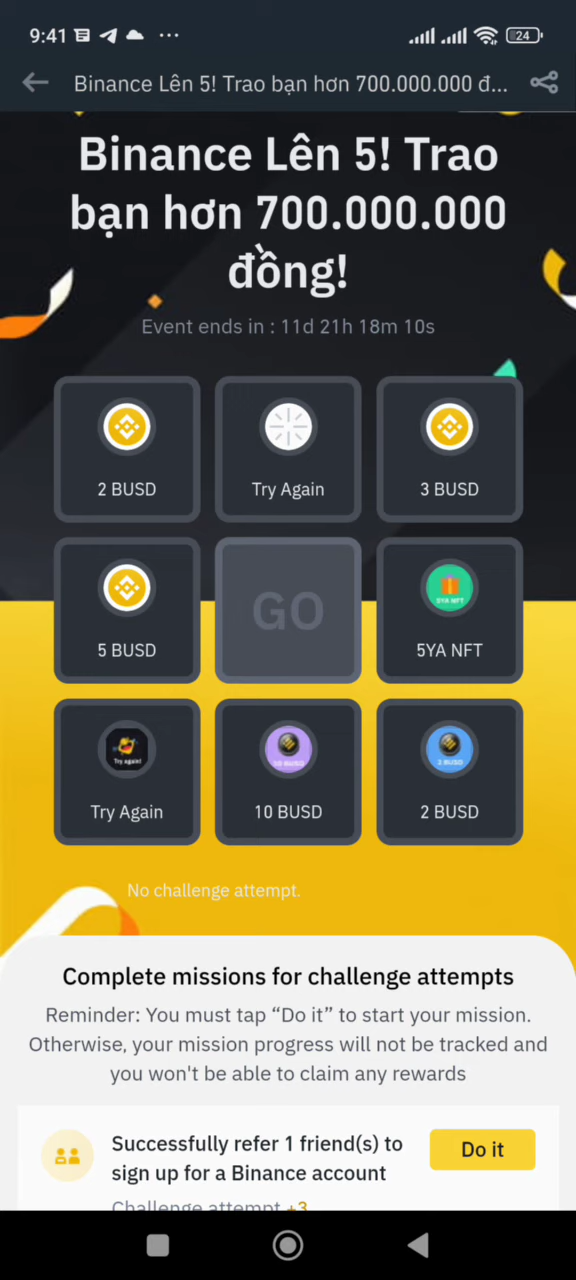 9:41
24
Binance Lên 5! Trao bạn hơn 700.000.000 đ...
Binance Lên 5! Trao
bạn hơn 700.000.000
đồng!
Event ends in : 11d 21h 18m 10s
2 BUSD
Try Again
3 BUSD
5 BUSD
GO
5YA NFT
5YA NFT
Try again!
Try Again
10 BUSD
10 BUSD
2 BUSD
No challenge attempt.
Complete missions for challenge attempts
Reminder: You must tap “Do it” to start your mission.
Otherwise, your mission progress will not be tracked and
you won't be able to claim any rewards
Successfully refer 1 friend(s) to
sign up for a Binance account
Do it
Challenge attempt +3